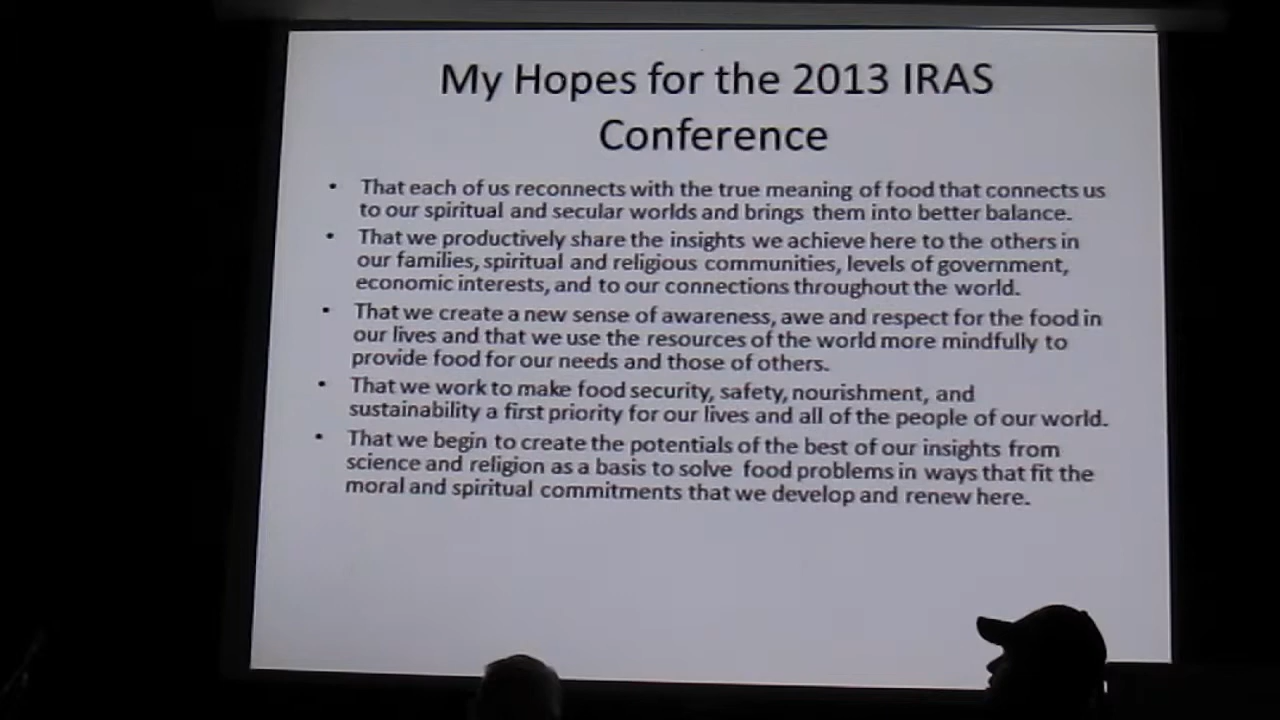 My Hopes for the 2013 IRAS
Conference
• That each of us reconnects with the true meaning of food that connects us
to our spiritual and secular worlds and brings them into better balance.
• That we productively share the insights we achieve here to the others in
our families, spiritual and religious communities, levels of government,
economic interests, and to our connections throughout the world.
• That we create a new sense of awareness, awe and respect for the food in
our lives and that we use the resources of the world more mindfully to
provide food for our needs and those of others.
• That we work to make food security, safety, nourishment, and
sustainability a first priority for our lives and all of the people of our world.
• That we begin to create the potentials of the best of our insights from
science and religion as a basis to solve food problems in ways that fit the
moral and spiritual commitments that we develop and renew here.